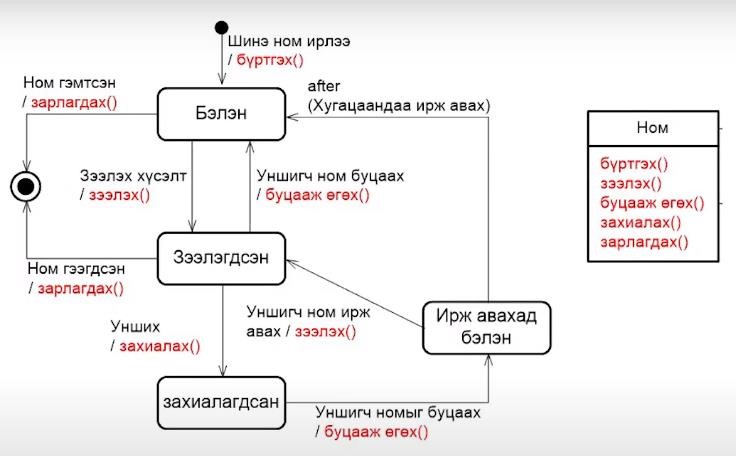 Шинэ ном ирлээ
/ бүртгэх()
Ном гэмтсэн
/ зарлагдах()
after
(Хугацаандаа ирж авах)
Бэлэн
Зээлэх хүсэлт
/ зээлэх()
Уншигч ном буцаах
/ буцааж өгөх()
Зээлэгдсэн
Ном гээгдсэн
/ зарлагдах()
Унших
/ захиалах()
Уншигч ном ирж
авах / зээлэх()
Ирж авахад
бэлэн
захиалагдсан
Уншигч номыг буцаах
/ буцааж өгөх()
Ном
бүртгэх()
зээлэх()
буцааж өгөх()
захиалах()
зарлагдах()